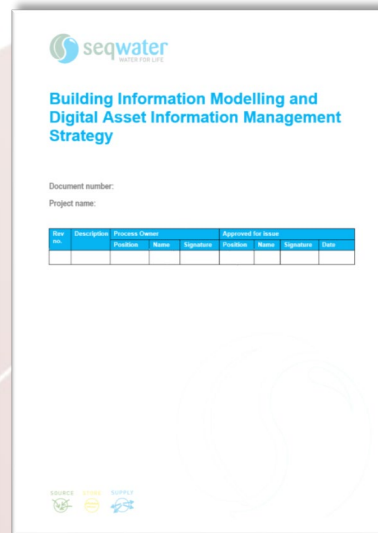 seqwater
WATER FOR LIFE
Building Information Modelling and
Digital Asset Information Management
Strategy
Document number:
Project name:
Rev no. Description Process Owner Approved for issue
Position Name Signature Position Name Signature Date
SOURCE STORE SUPPLY